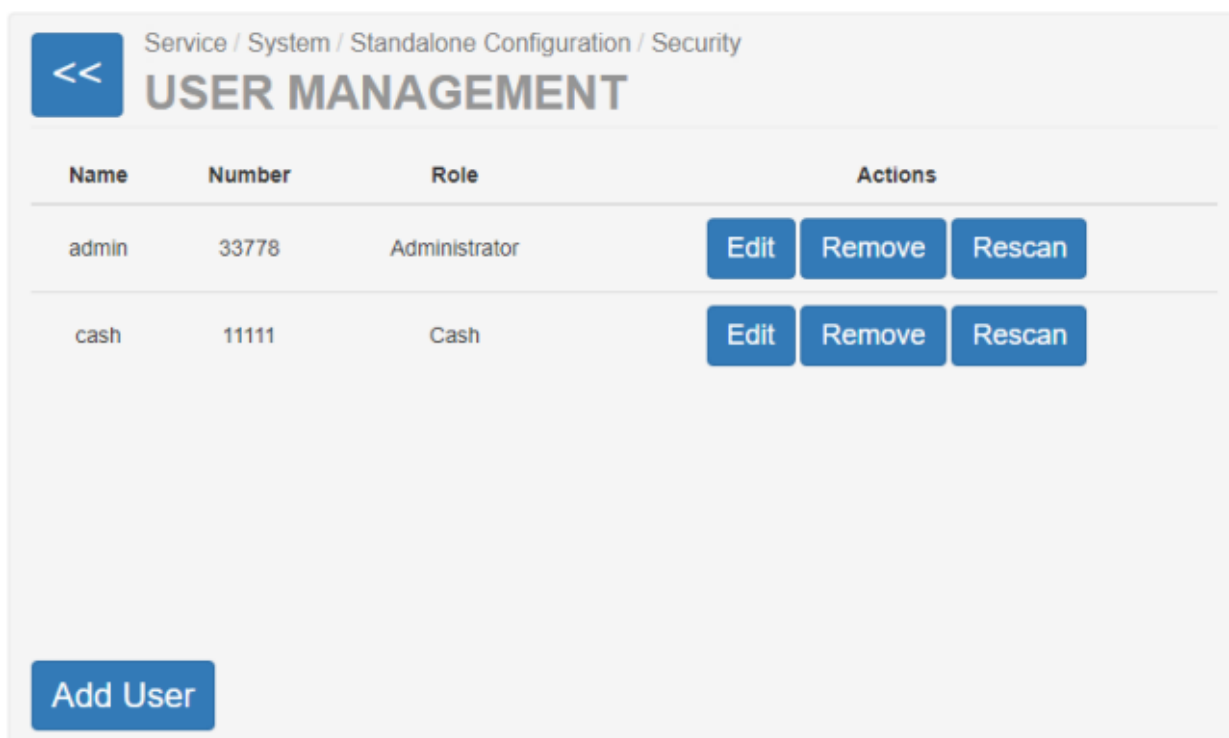 <<
Service / System / Standalone Configuration / Security
USER MANAGEMENT
Name Number Role Actions
admin 33778 Administrator Edit Remove Rescan
cash 11111 Cash Edit Remove Rescan
Add User